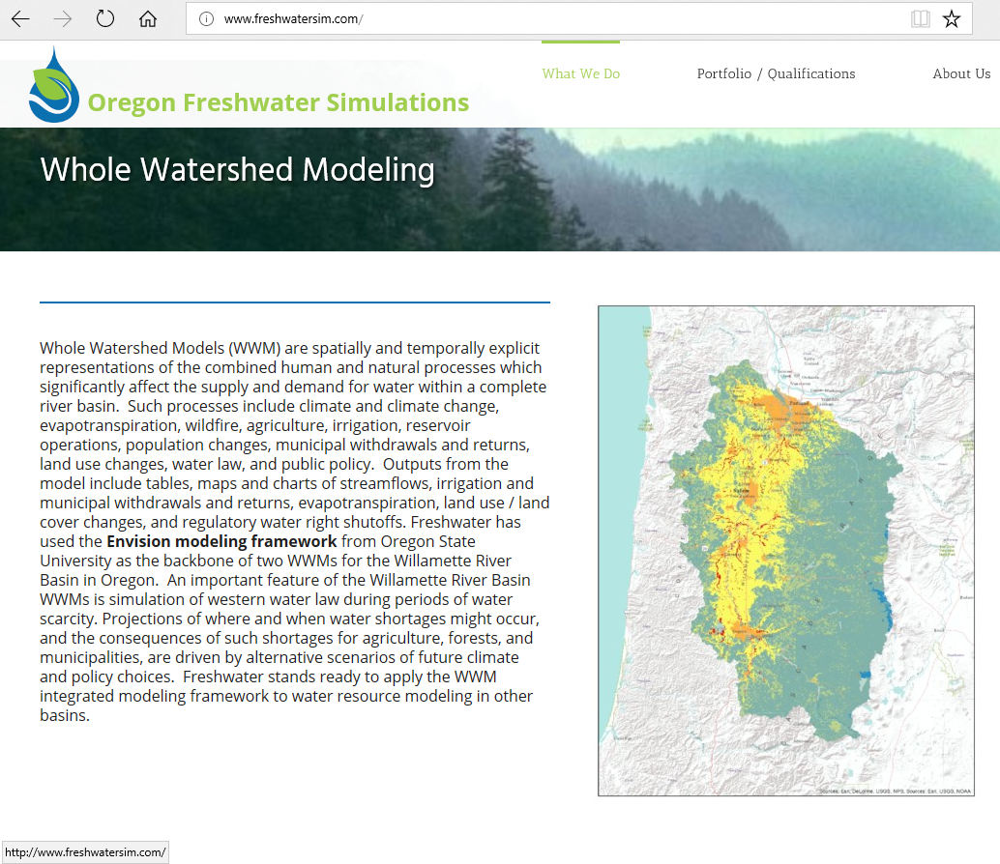 www.freshwatersim.com/
What We Do
Portfolio / Qualifications
About Us
Oregon Freshwater Simulations
Whole Watershed Modeling
Whole Watershed Models (WWM) are spatially and temporally explicit
representations of the combined human and natural processes which
significantly affect the supply and demand for water within a complete
river basin.  Such processes include climate and climate change,
evapotranspiration, wildfire, agriculture, irrigation, reservoir
operations, population changes, municipal withdrawals and returns,
land use changes, water law, and public policy.  Outputs from the
model include tables, maps and charts of streamflows, irrigation and
municipal withdrawals and returns, evapotranspiration, land use / land
cover changes, and regulatory water right shutoffs. Freshwater has
used the Envision modeling framework from Oregon State
University as the backbone of two WWMs for the Willamette River
Basin in Oregon.  An important feature of the Willamette River Basin
WWMs is simulation of western water law during periods of water
scarcity. Projections of where and when water shortages might occur,
and the consequences of such shortages for agriculture, forests, and
municipalities, are driven by alternative scenarios of future climate
and policy choices.  Freshwater stands ready to apply the WWM
integrated modeling framework to water resource modeling in other
basins.
Portland
Salem
Sources: Esri, DeLorme, USGS, NPS, Sources: Esri, USGS, NOAA
http://www.freshwatersim.com/